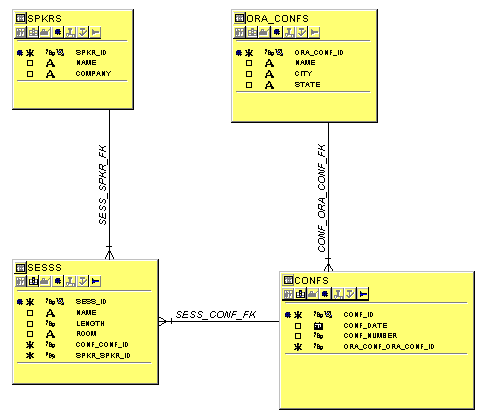 SPKRS
SPKR_ID
NAME
COMPANY
ORA_CONFS
ORA_CONF_ID
NAME
CITY
STATE
SESS_SPKR_FK
CONF_ORA_CONF_FK
SESSS
SESS_ID
NAME
LENGTH
ROOM
CONF_CONF_ID
SPKR_SPKR_ID
SESS_CONF_FK
CONFS
CONF_ID
CONF_DATE
CONF_NUMBER
ORA_CONF_ORA_CONF_ID